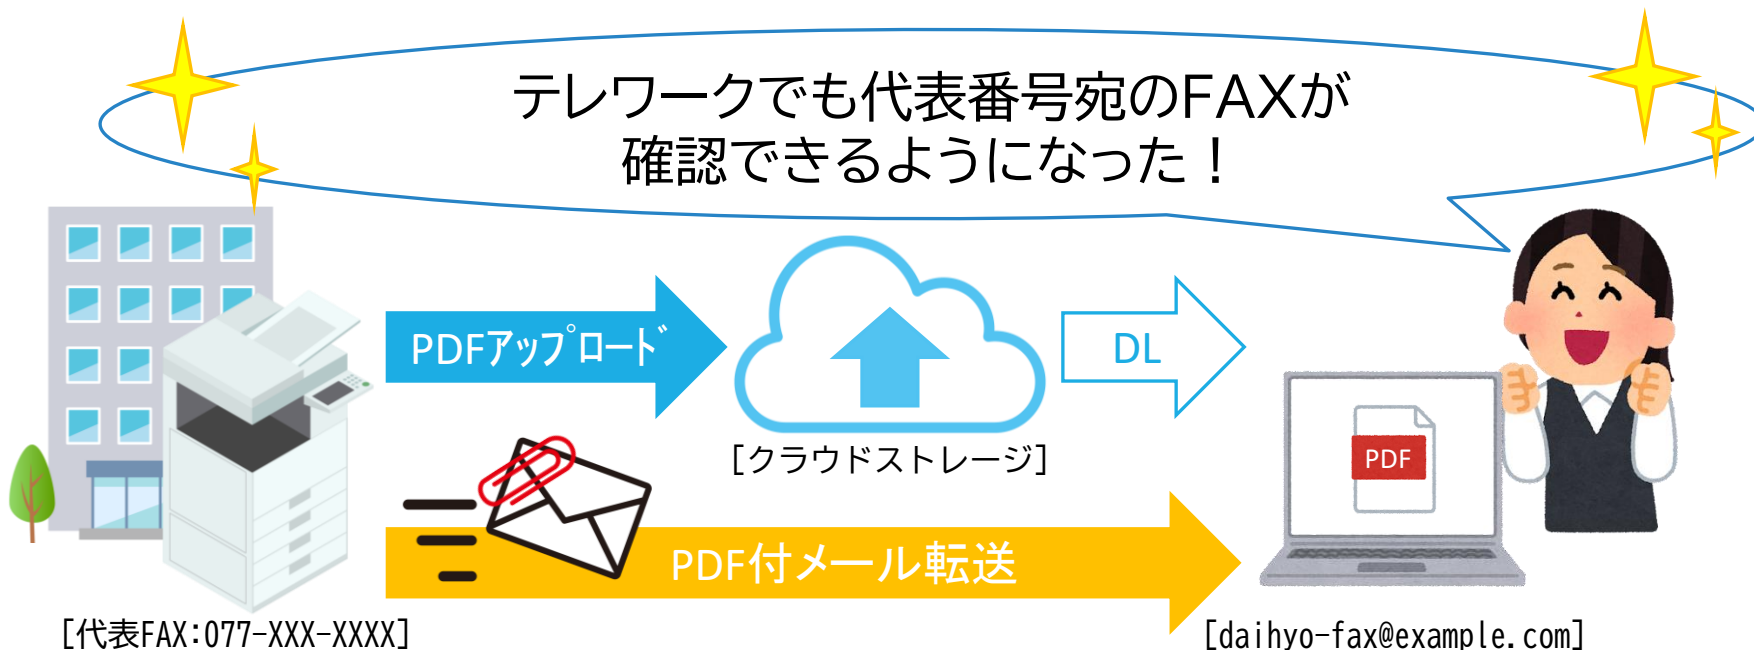 テレワークでも代表番号宛のFAXが
確認できるようになった！
PDFアップロード
DL
[クラウドストレージ]
PDF
PDF付メール転送
[代表FAX:077-XXX-XXXX]
[daihyo-fax@example.com]